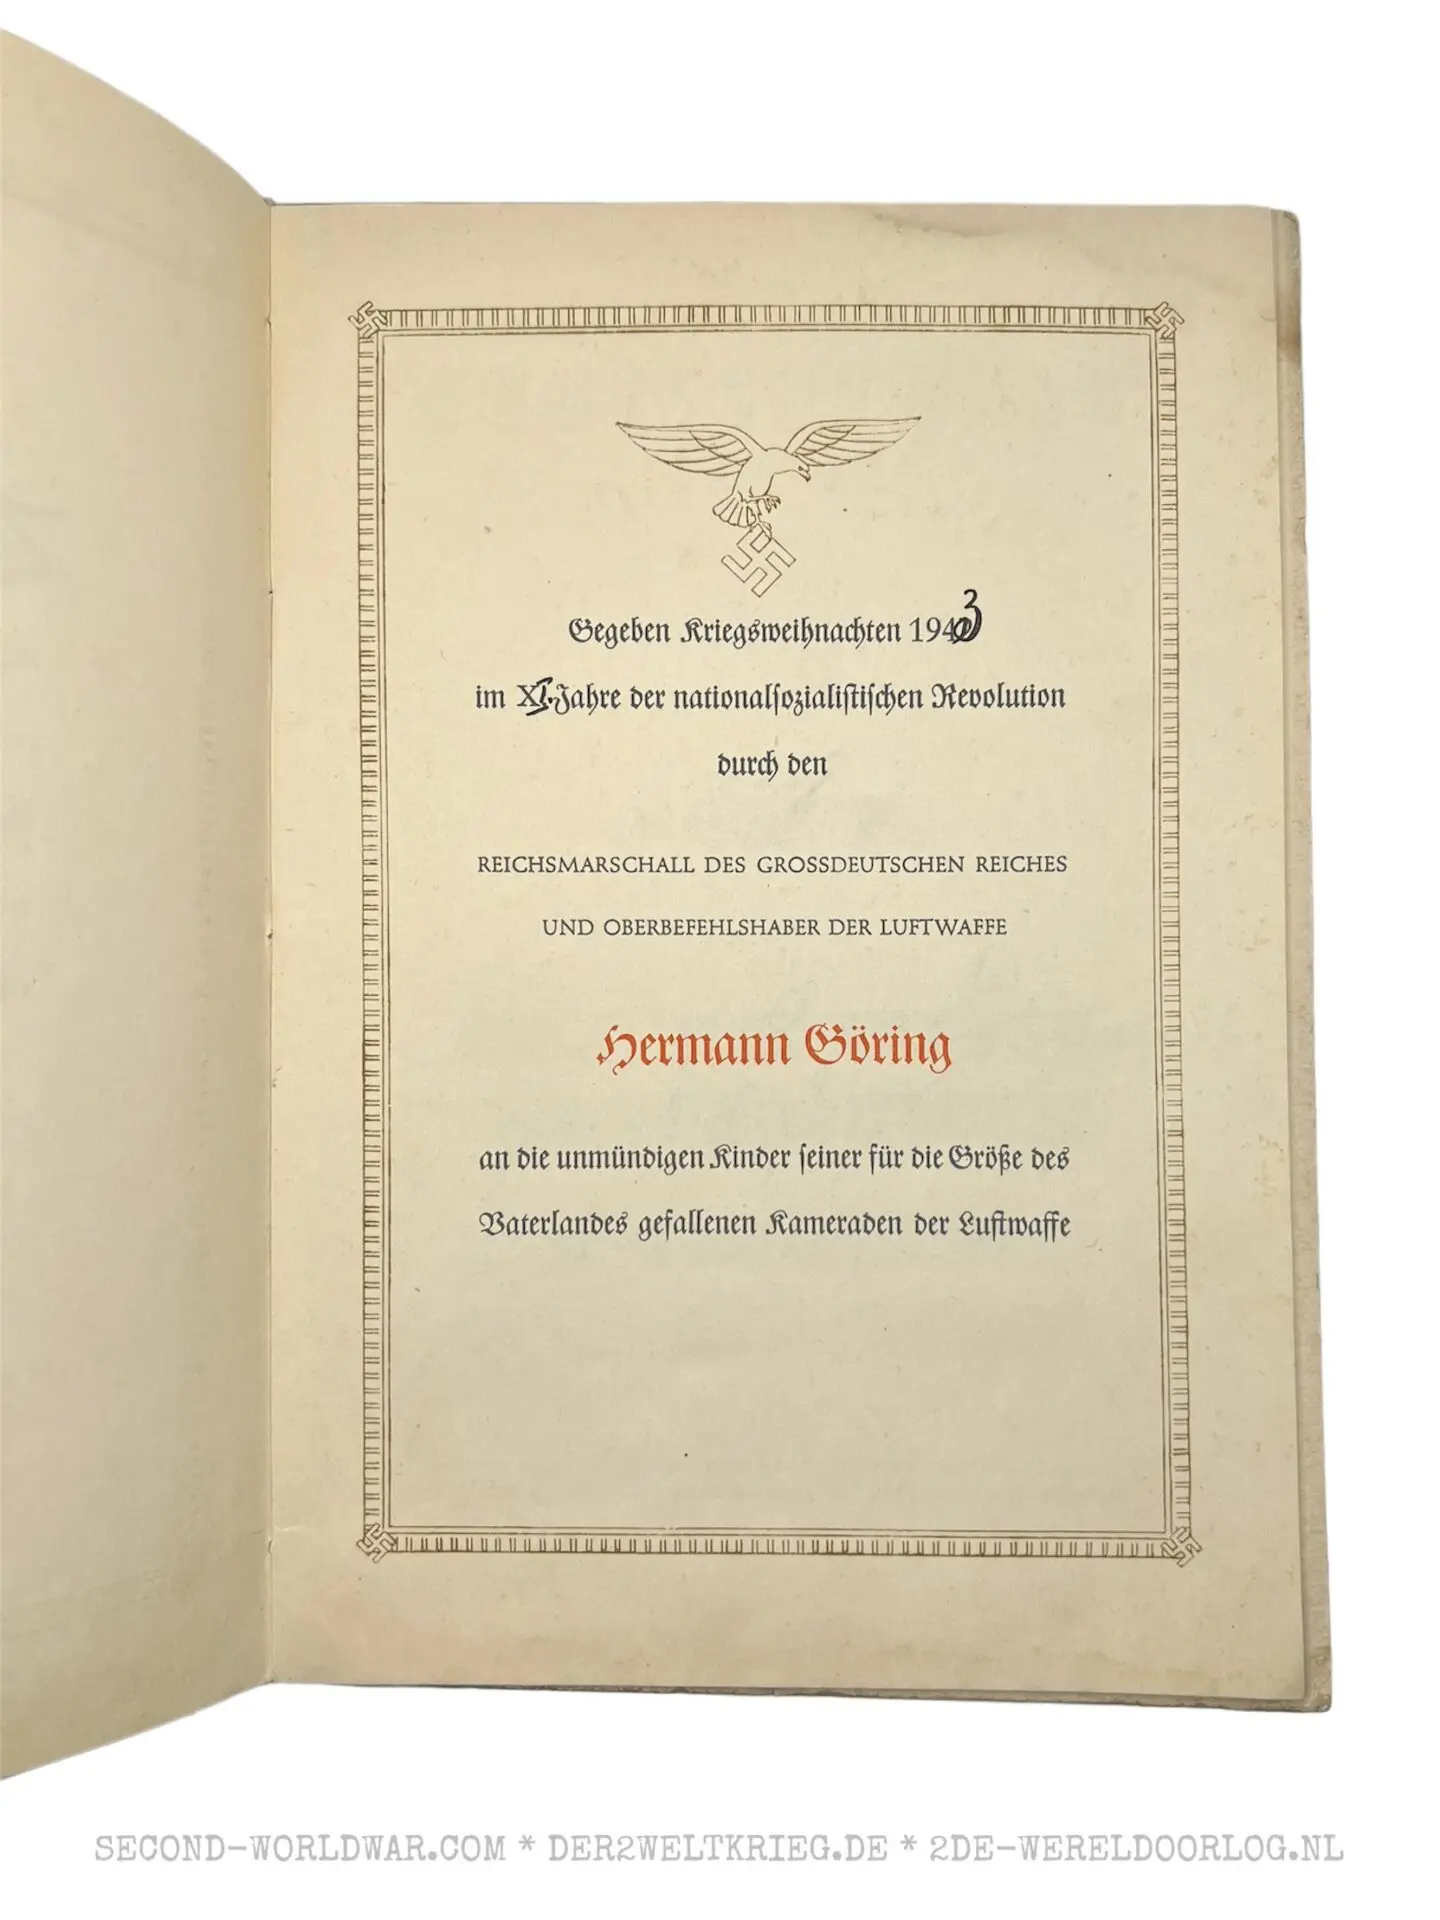 Gegeben Kriegsweihnachten 1943
im XI. Jahre der nationalsozialistischen Revolution
durch den
REICHSMARSCHALL DES GROSSDEUTSCHEN REICHES
UND OBERBEFEHLSHABER DER LUFTWAFFE
Hermann Göring
an die unmündigen Kinder seiner für die Größe des
Vaterlandes gefallenen Kameraden der Luftwaffe
SECOND-WORLDWAR.COM * DER2WELTKRIEG.DE * 2DE-WERELDOORLOG.NL